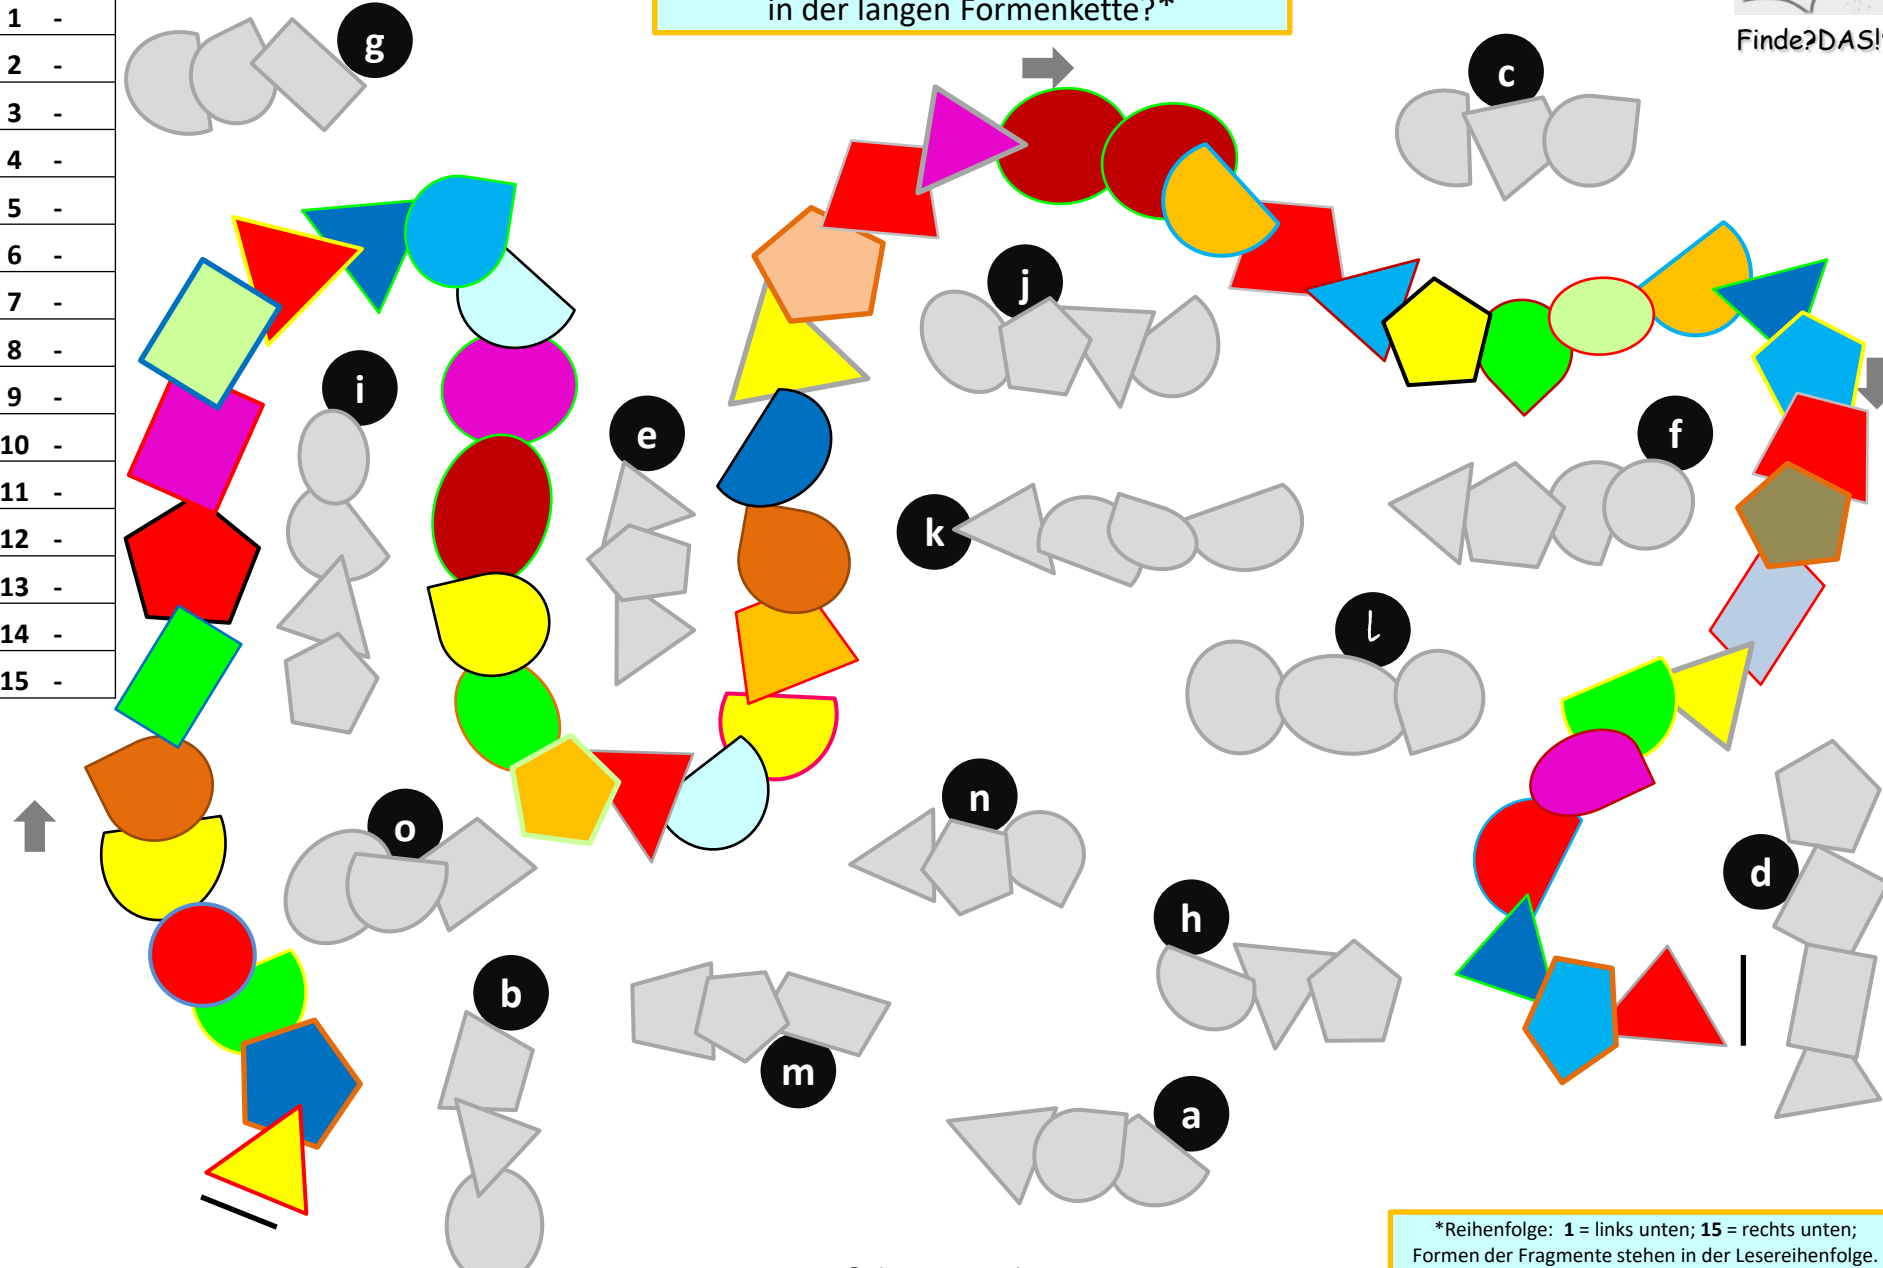 in der langen Formenkette?*
Finde?DAS!
1 -
2 -
3 -
4 -
5 -
6 -
7 -
8 -
9 -
10 -
11 -
12 -
13 -
14 -
15 -
g
c
j
i
e
f
k
l
o
n
d
h
b
m
a
*Reihenfolge: 1 = links unten; 15 = rechts unten;
Formen der Fragmente stehen in der Lesereihenfolge.